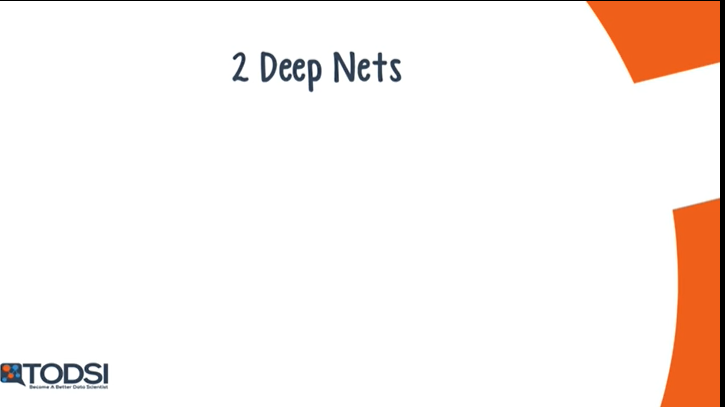 2 Deep Nets
TODSI
Become A Better Data Scientist